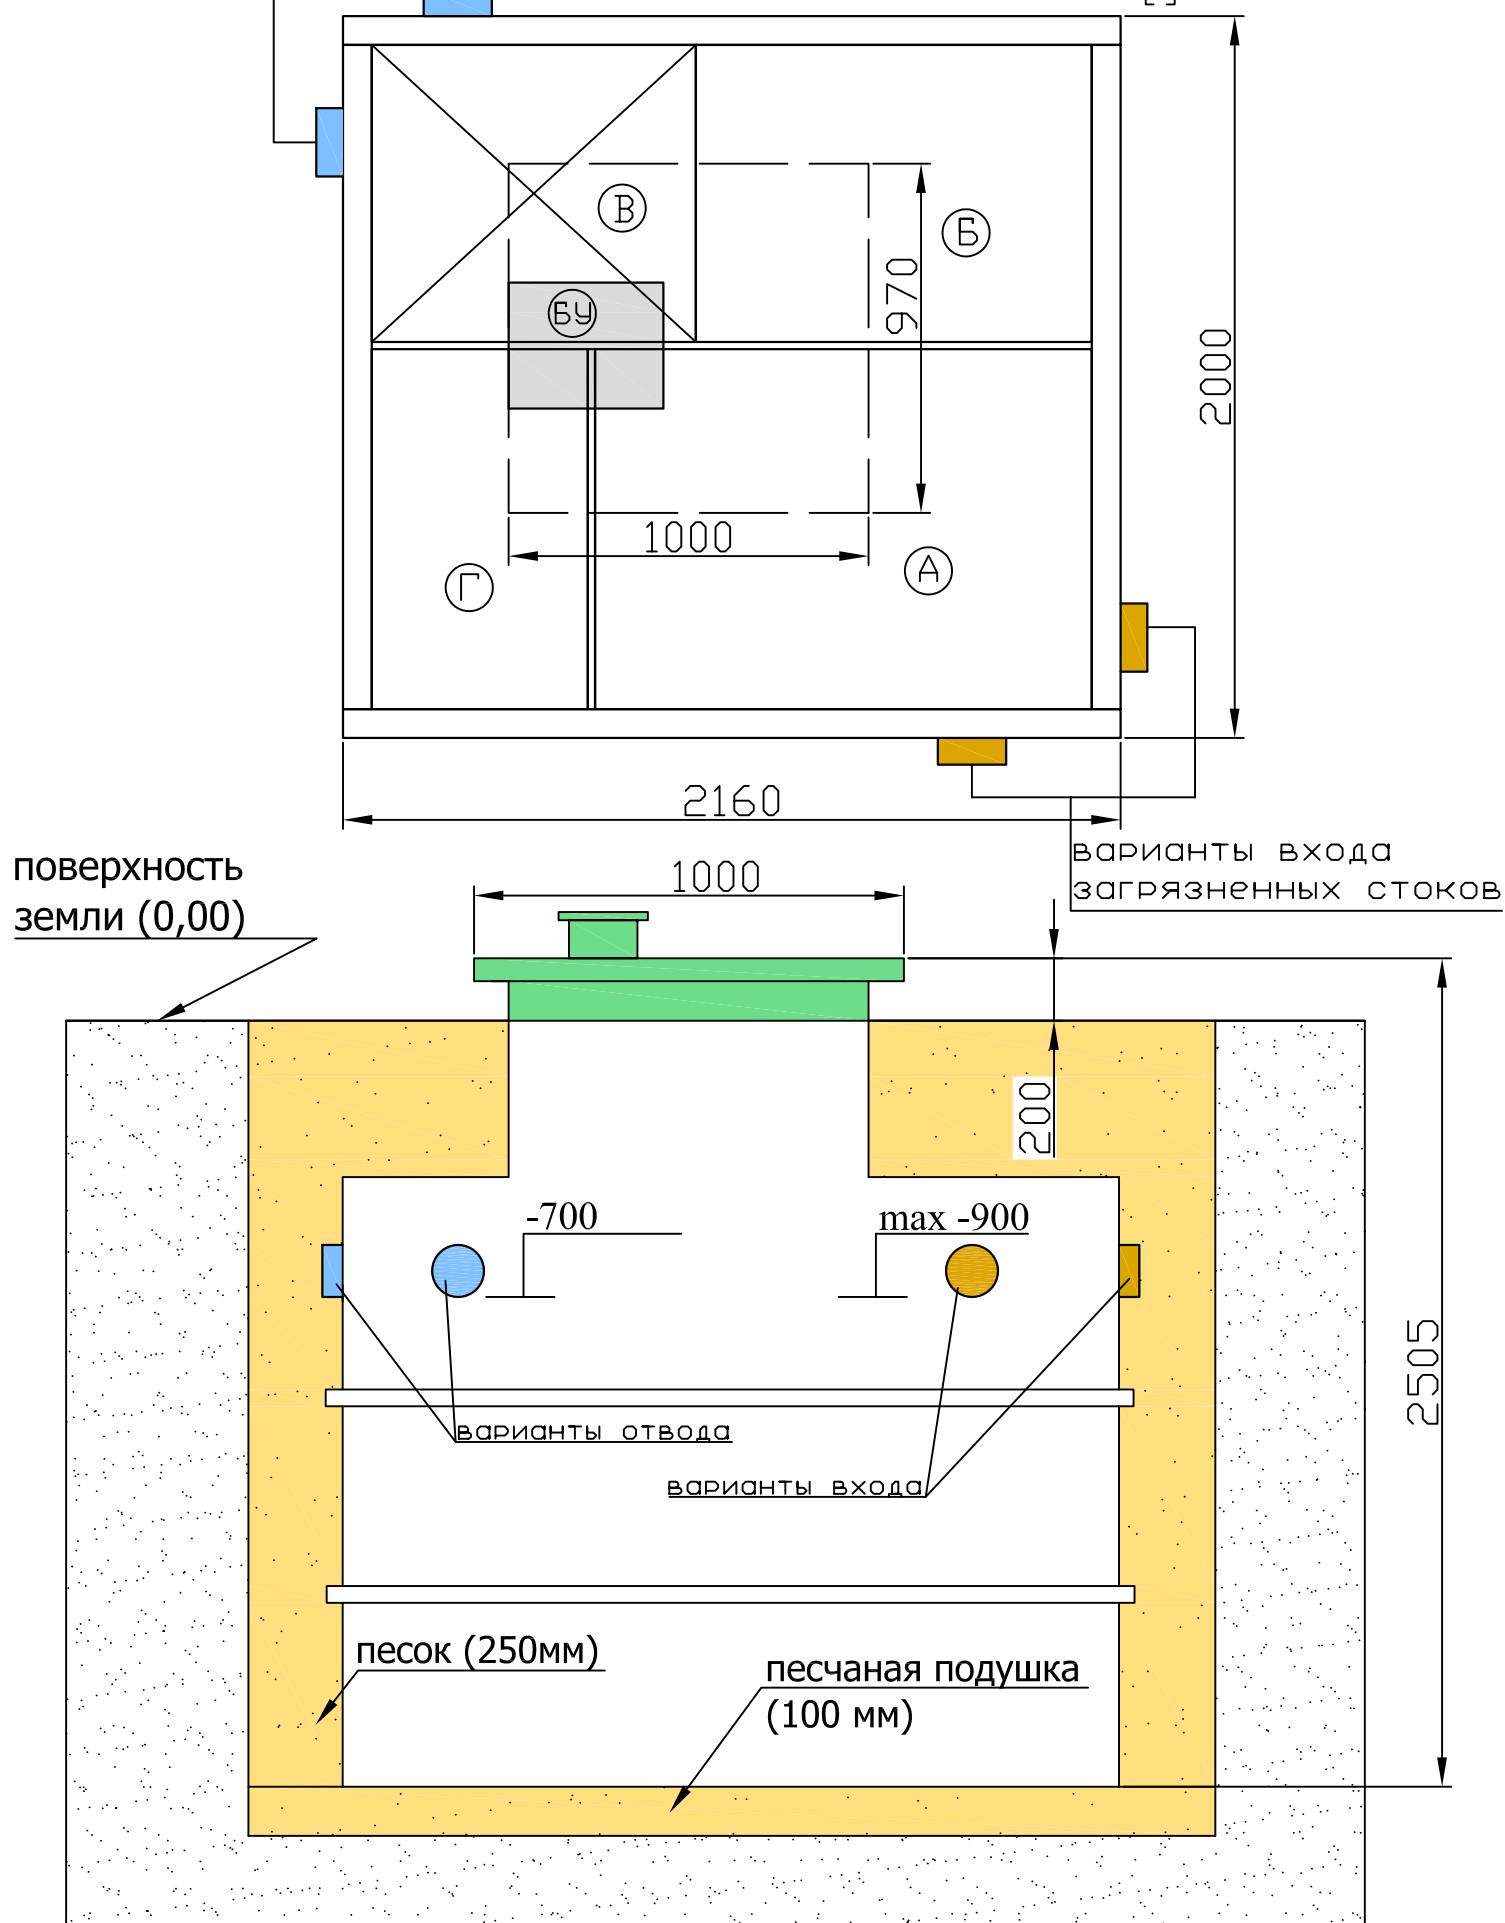 В
Б
БУ
970
2000
1000
Г
А
2160
варианты входа
загрязненных стоков
поверхность
земли (0,00)
1000
200
-700
max -900
2505
варианты отвода
варианты входа
песок (250мм)
песчаная подушка
(100 мм)